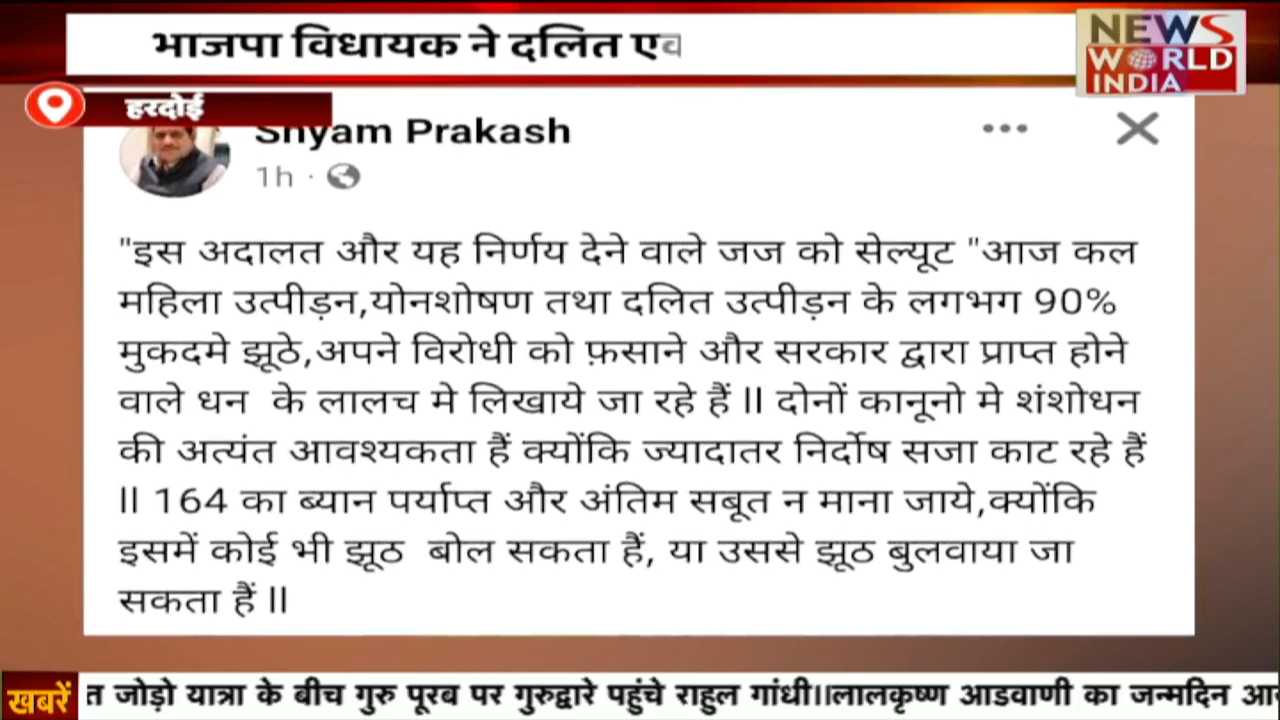 भाजपा विधायक ने दलित एव
NEWS
WORLD
INDIA
हरदोई
Shyam Prakash
1h ·
"इस अदालत और यह निर्णय देने वाले जज को सेल्यूट "आज कल
महिला उत्पीड़न,योनशोषण तथा दलित उत्पीड़न के लगभग 90%
मुकदमे झूठे,अपने विरोधी को फ़साने और सरकार द्वारा प्राप्त होने
वाले धन के लालच मे लिखाये जा रहे हैं ll दोनों कानूनो मे शंशोधन
की अत्यंत आवश्यकता हैं क्योंकि ज्यादातर निर्दोष सजा काट रहे हैं
ll 164 का ब्यान पर्याप्त और अंतिम सबूत न माना जाये,क्योंकि
इसमें कोई भी झूठ बोल सकता हैं, या उससे झूठ बुलवाया जा
सकता हैं ll
खबरें त जोड़ो यात्रा के बीच गुरु पूरब पर गुरुद्वारे पहुंचे राहुल गांधी।।लालकृष्ण आडवाणी का जन्मदिन आ